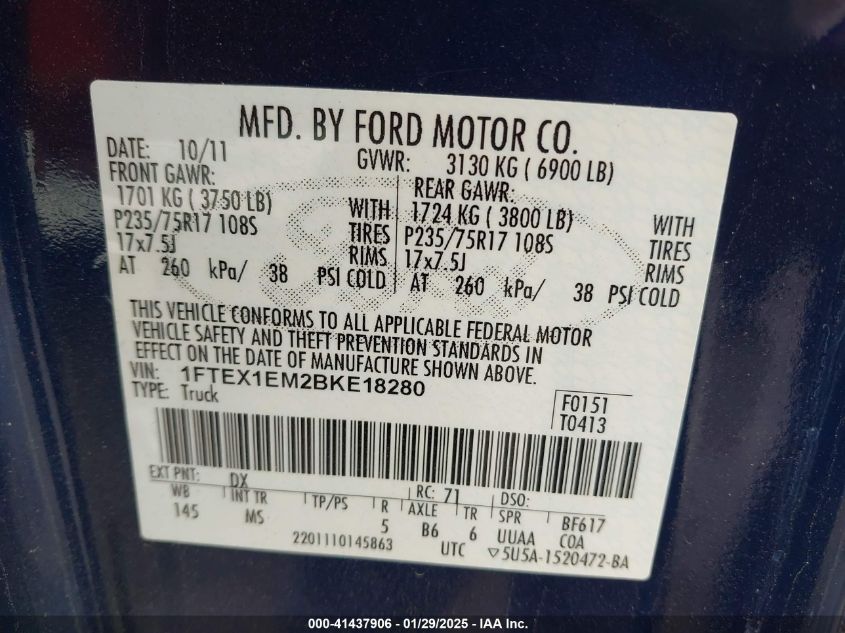 MFD. BY FORD MOTOR CO.
DATE: 10/11 GVWR: 3130 KG ( 6900 LB)
FRONT GAWR: REAR GAWR:
1701 KG ( 3750 LB) WITH 1724 KG ( 3800 LB) WITH
P235/75R17 108S TIRES P235/75R17 108S TIRES
17x7.5J RIMS 17x7.5J RIMS
AT 260 kPa/ 38 PSI COLD AT 260 kPa/ 38 PSI COLD
THIS VEHICLE CONFORMS TO ALL APPLICABLE FEDERAL MOTOR
VEHICLE SAFETY AND THEFT PREVENTION STANDARDS IN
EFFECT ON THE DATE OF MANUFACTURE SHOWN ABOVE.
VIN: 1FTEX1EM2BKE18280
TYPE: Truck
F0151
T0413
EXT PNT: DX RC: 71 DSO:
WB INT TR TP/PS R AXLE TR SPR BF617
145 MS 5 B6 6 UUAA COA
2201110145863 UTC ▽5U5A-1520472-BA
000-41437906 - 01/29/2025 - IAA Inc.